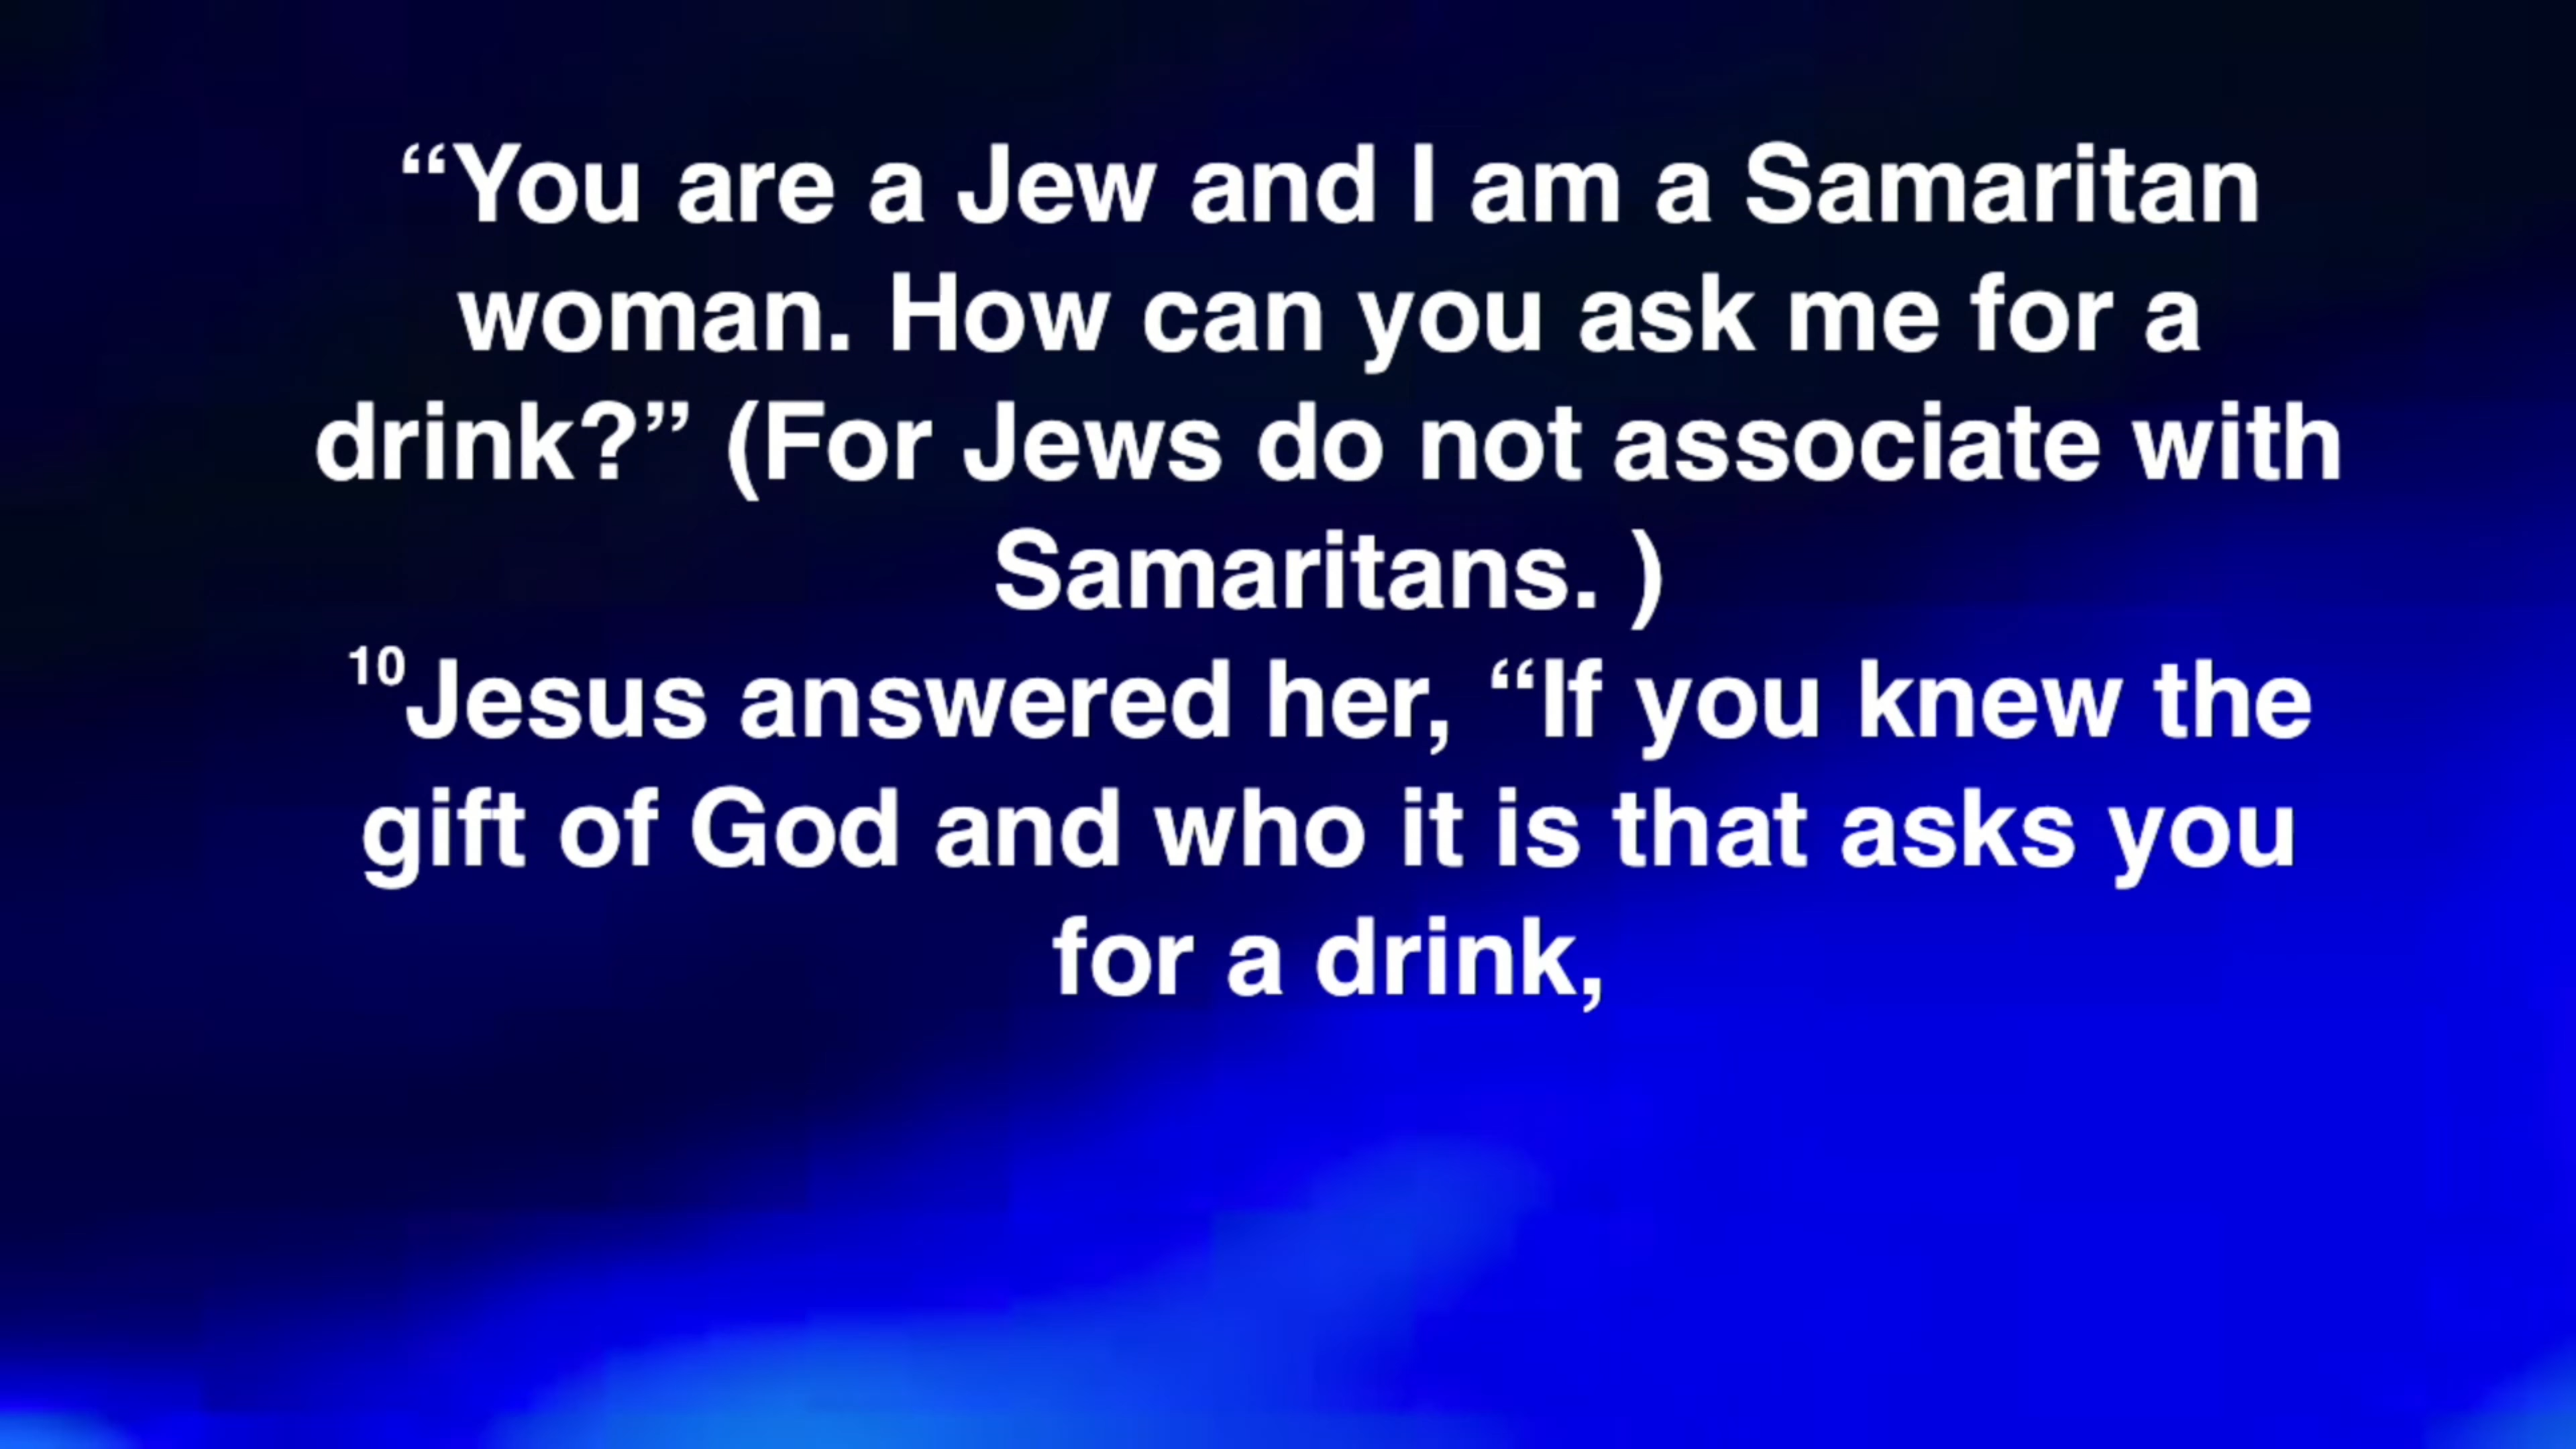 “You are a Jew and I am a Samaritan
woman. How can you ask me for a
drink?” (For Jews do not associate with
Samaritans. )
10Jesus answered her, “If you knew the
gift of God and who it is that asks you
for a drink,